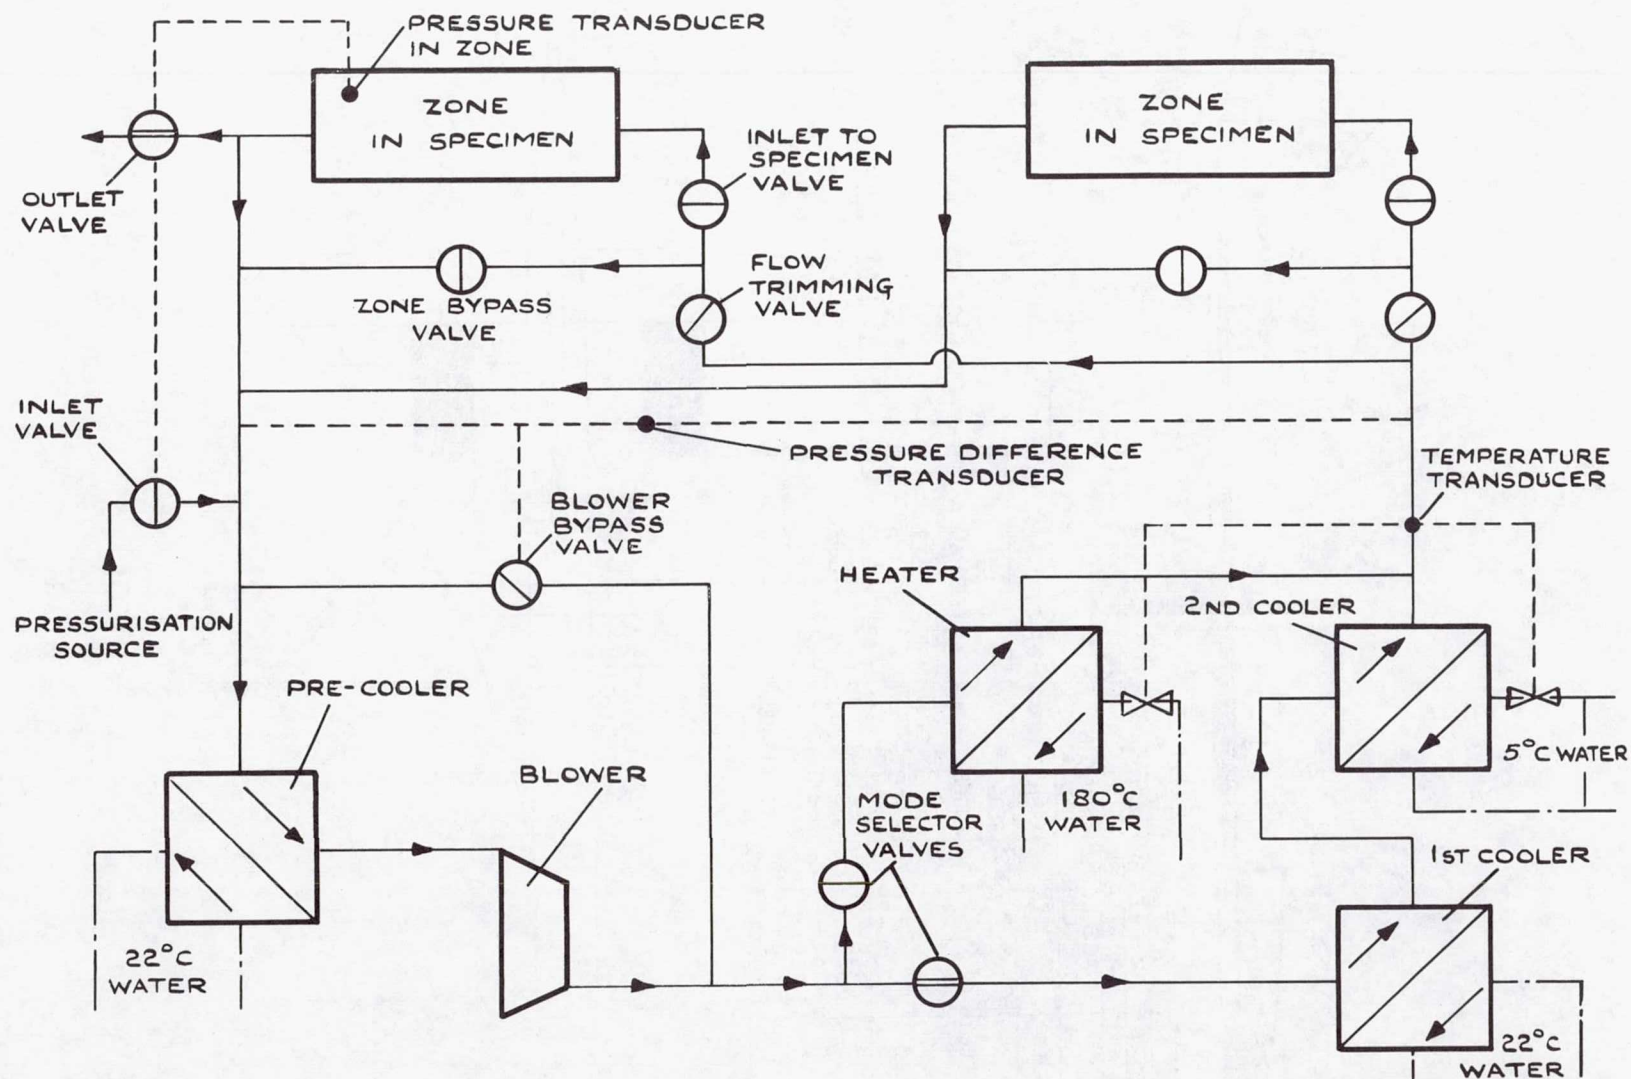 PRESSURE TRANSDUCER
IN ZONE
ZONE
IN SPECIMEN
ZONE
IN SPECIMEN
INLET TO
SPECIMEN
VALVE
OUTLET
VALVE
FLOW
TRIMMING
VALVE
ZONE BYPASS
VALVE
INLET
VALVE
PRESSURE DIFFERENCE
TRANSDUCER
TEMPERATURE
TRANSDUCER
BLOWER
BYPASS
VALVE
HEATER
2ND COOLER
PRESSURISATION
SOURCE
PRE-COOLER
BLOWER
5°C WATER
180°C
WATER
MODE
SELECTOR
VALVES
1ST COOLER
22°C
WATER
22°C
WATER